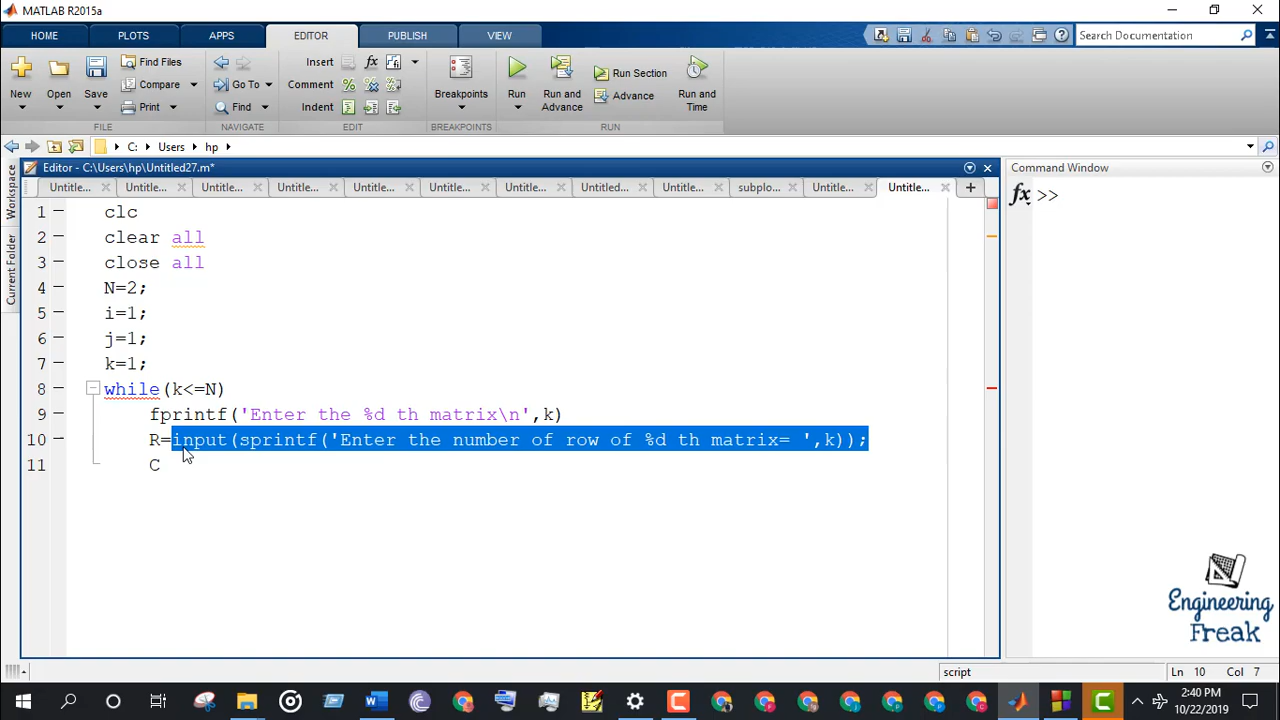 MATLAB R2015a
HOME PLOTS APPS EDITOR PUBLISH VIEW Search Documentation
New Open Save Find Files Compare Print Go To Find Insert Comment Indent fx Breakpoints Run Run and Advance Run Section Advance Run and Time
FILE NAVIGATE EDIT BREAKPOINTS RUN
C: Users hp
Editor - C:\Users\hp\Untitled27.m* Command Window
Untitle... Untitle... Untitle... Untitle... Untitle... Untitle... Untitle... Untitled... Untitle... subplo... Untitle... Untitle...
Workspace
Current Folder
fx >>
1 clc
2 clear all
3 close all
4 N=2;
5 i=1;
6 j=1;
7 k=1;
8 while(k<=N)
9 fprintf('Enter the %d th matrix\n',k)
10 R=input(sprintf('Enter the number of row of %d th matrix= ',k));
11 C
Engineering
Freak
script Ln 10 Col 7
2:40 PM
10/22/2019